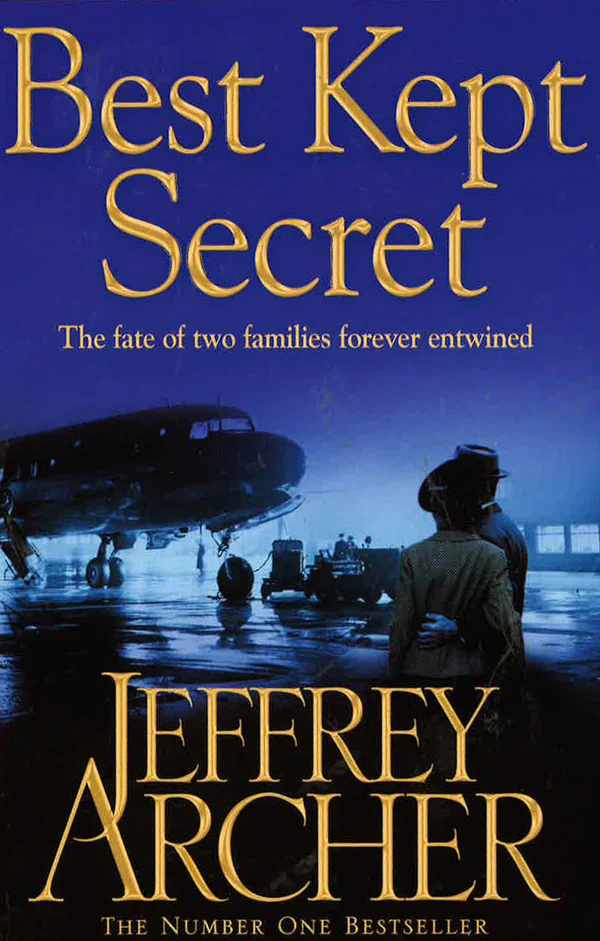 Best Kept
Secret
The fate of two families forever entwined
JEFFREY
ARCHER
THE NUMBER ONE BESTSELLER